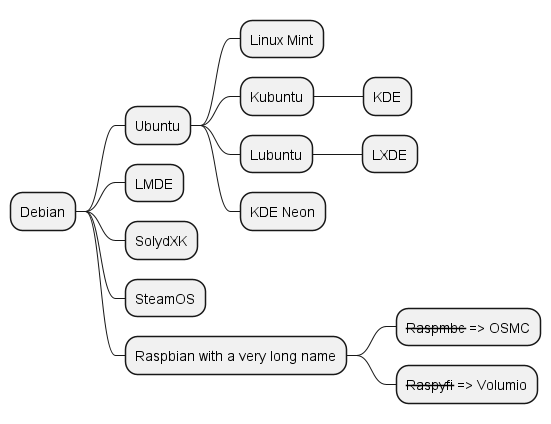 Debian
Ubuntu
Linux Mint
Kubuntu
KDE
Lubuntu
LXDE
KDE Neon
LMDE
SolydXK
SteamOS
Raspbian with a very long name
Raspmbc => OSMC
Raspyfi => Volumio